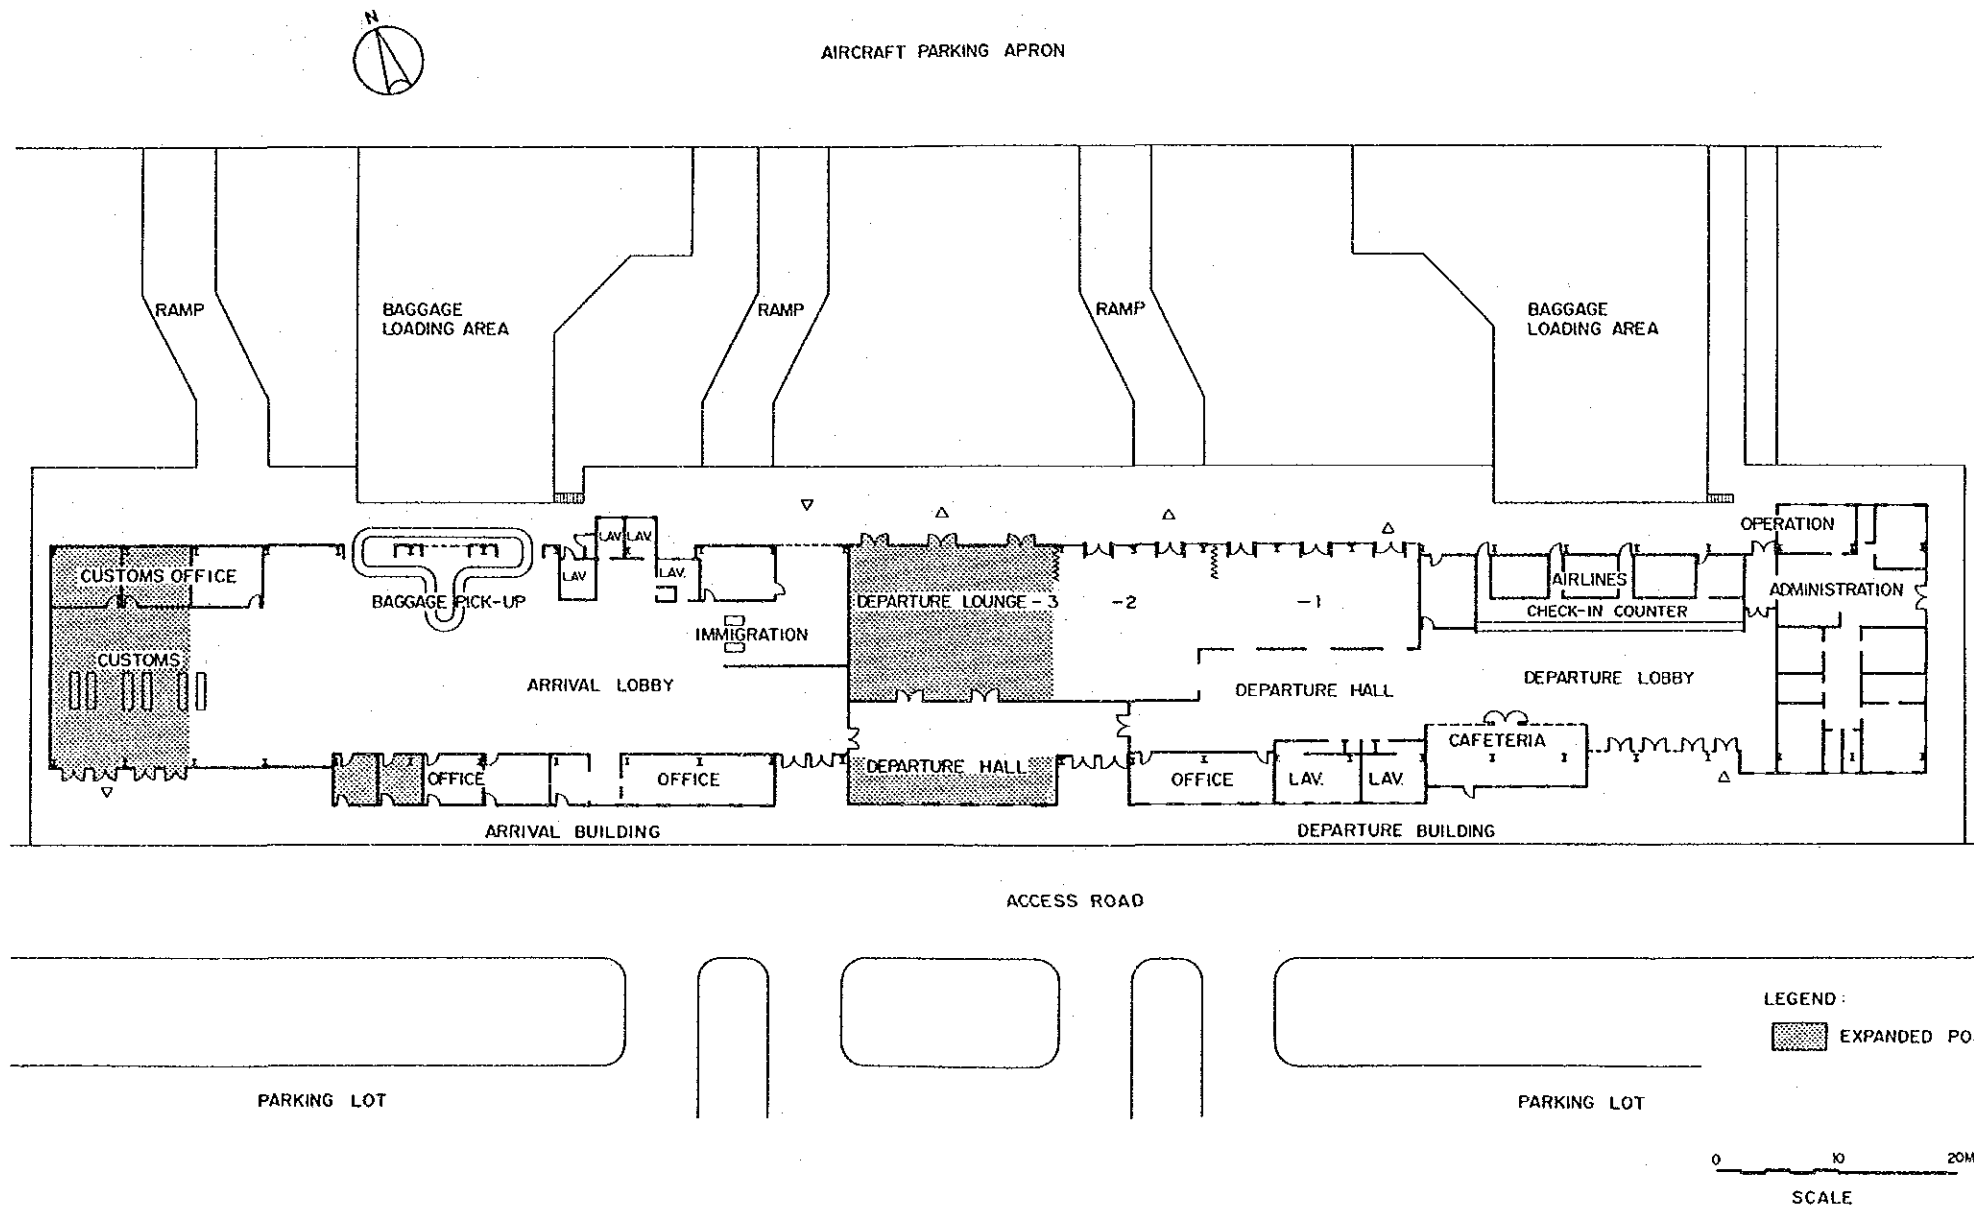 N
AIRCRAFT PARKING APRON
RAMP
BAGGAGE
LOADING AREA
RAMP
RAMP
BAGGAGE
LOADING AREA
OPERATION
LAV.
LAV.
LAV.
LAV.
CUSTOMS OFFICE
BAGGAGE PICK-UP
DEPARTURE LOUNGE - 3
-2
-1
AIRLINES
CHECK-IN COUNTER
ADMINISTRATION
IMMIGRATION
CUSTOMS
ARRIVAL LOBBY
DEPARTURE HALL
DEPARTURE LOBBY
CAFETERIA
OFFICE
OFFICE
DEPARTURE HALL
OFFICE
LAV.
LAV.
ARRIVAL BUILDING
DEPARTURE BUILDING
ACCESS ROAD
LEGEND :
EXPANDED PO
PARKING LOT
PARKING LOT
0 10 20M
SCALE